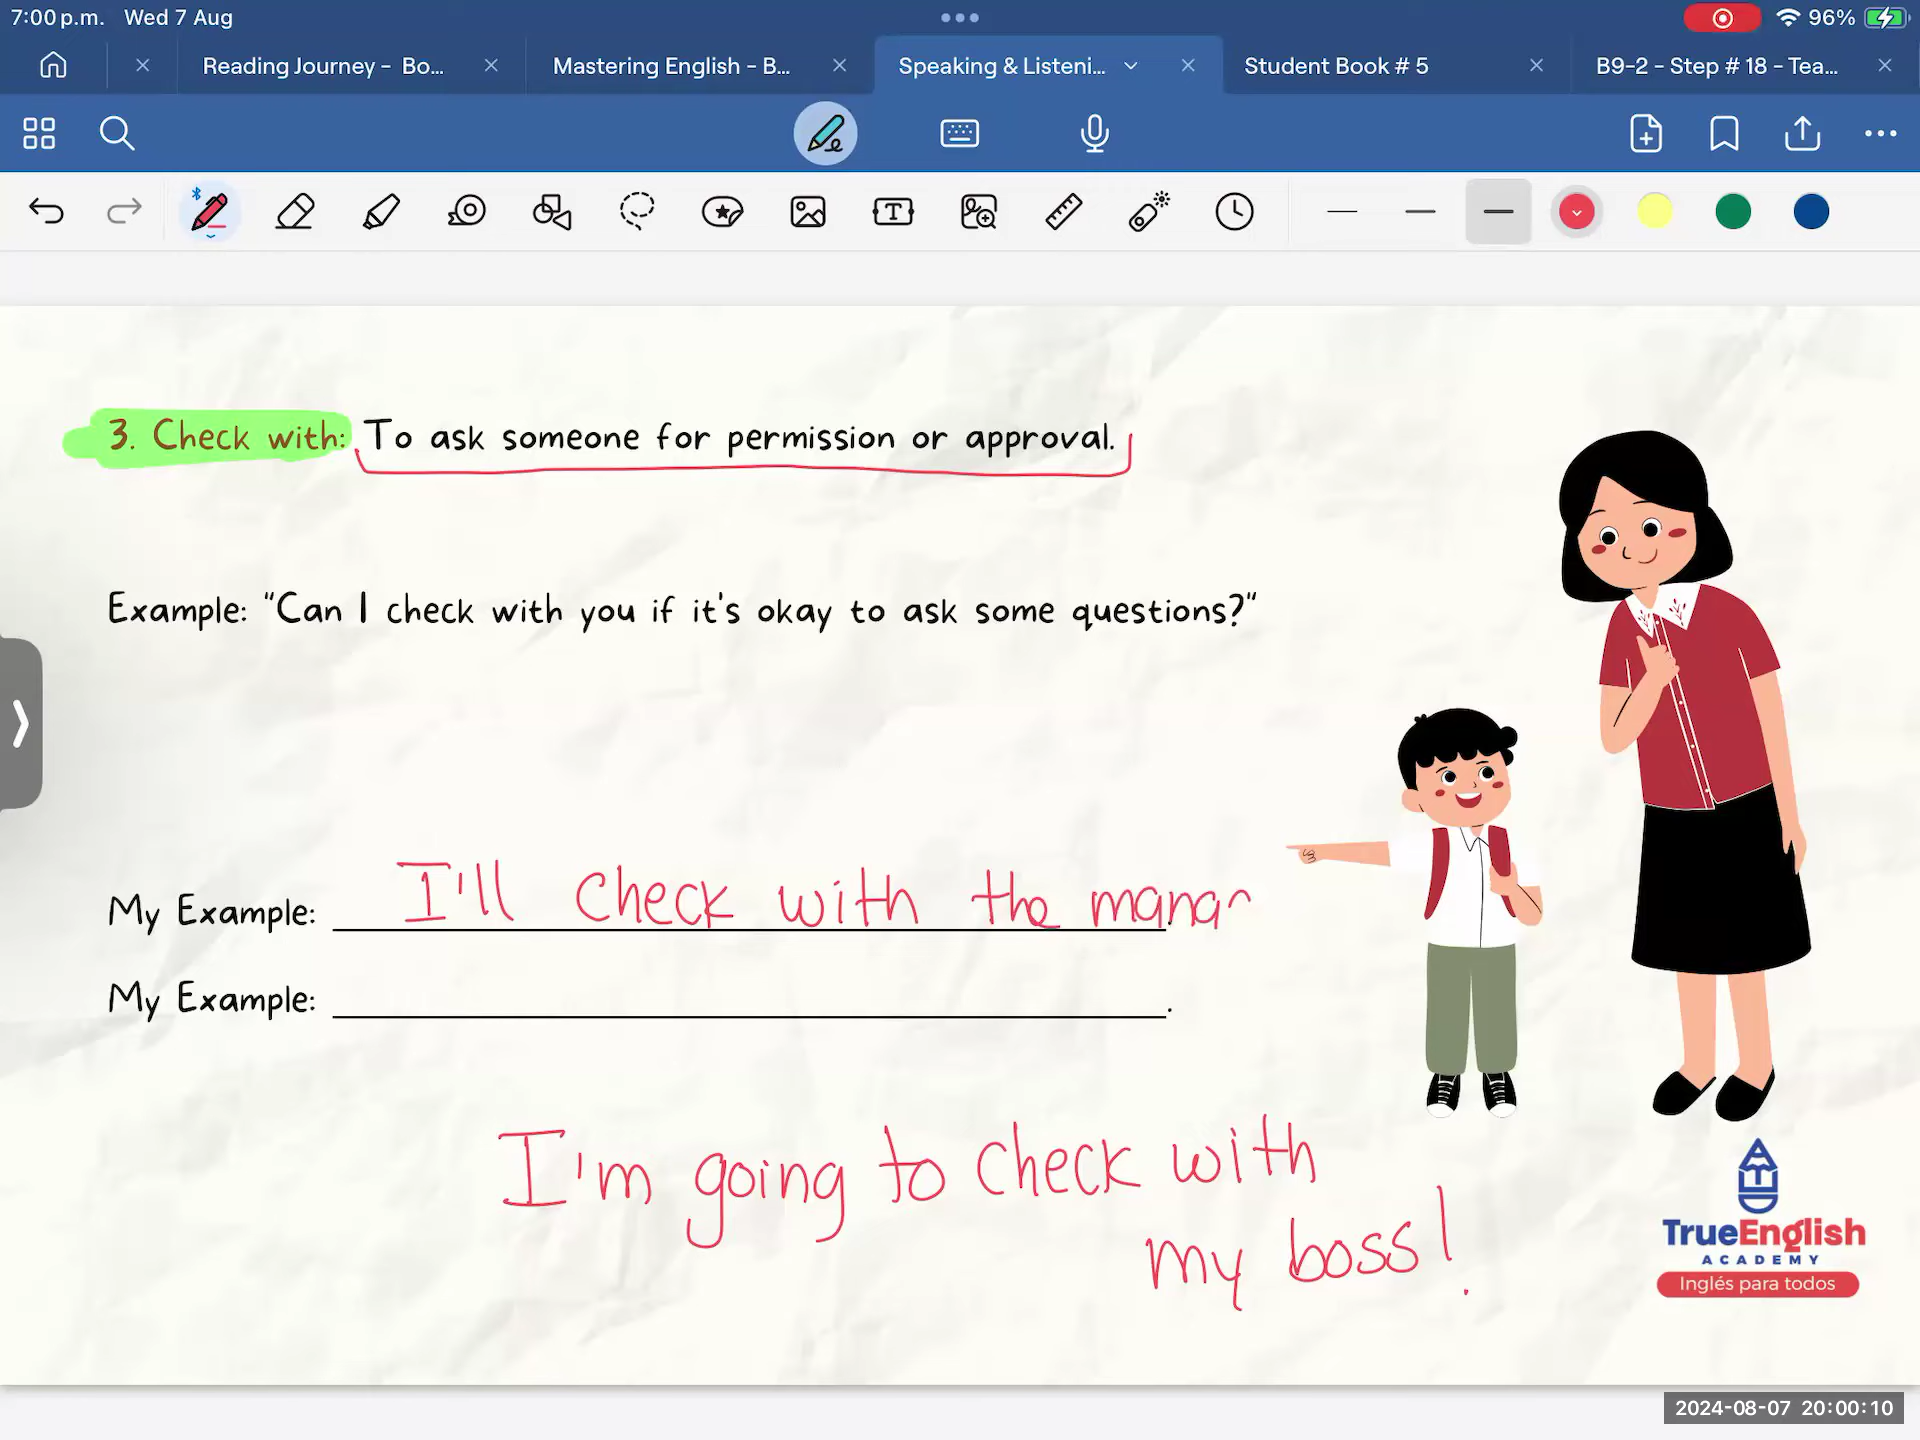 7:00 p.m. Wed 7 Aug
96%
Reading Journey - Bo...
Mastering English - B...
Speaking & Listeni...
Student Book # 5
B9-2 - Step # 18 - Tea...
3. Check with: To ask someone for permission or approval.
Example: "Can I check with you if it's okay to ask some questions?"
My Example: I'll check with the mana
My Example: .
I'm going to check with
my boss!
TrueEnglish
ACADEMY
Inglés para todos
2024-08-07 20:00:10